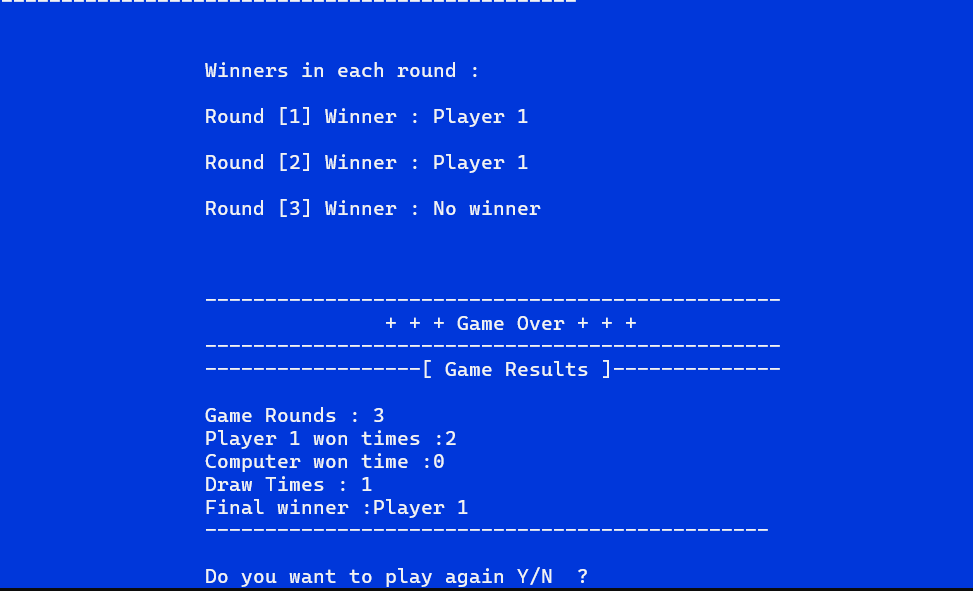 ------------------------------------------------
Winners in each round :
Round [1] Winner : Player 1
Round [2] Winner : Player 1
Round [3] Winner : No winner
------------------------------------------------
+ + + Game Over + + +
------------------------------------------------
------------------[ Game Results ]--------------
Game Rounds : 3
Player 1 won times :2
Computer won time :0
Draw Times : 1
Final winner :Player 1
-----------------------------------------------
Do you want to play again Y/N  ?